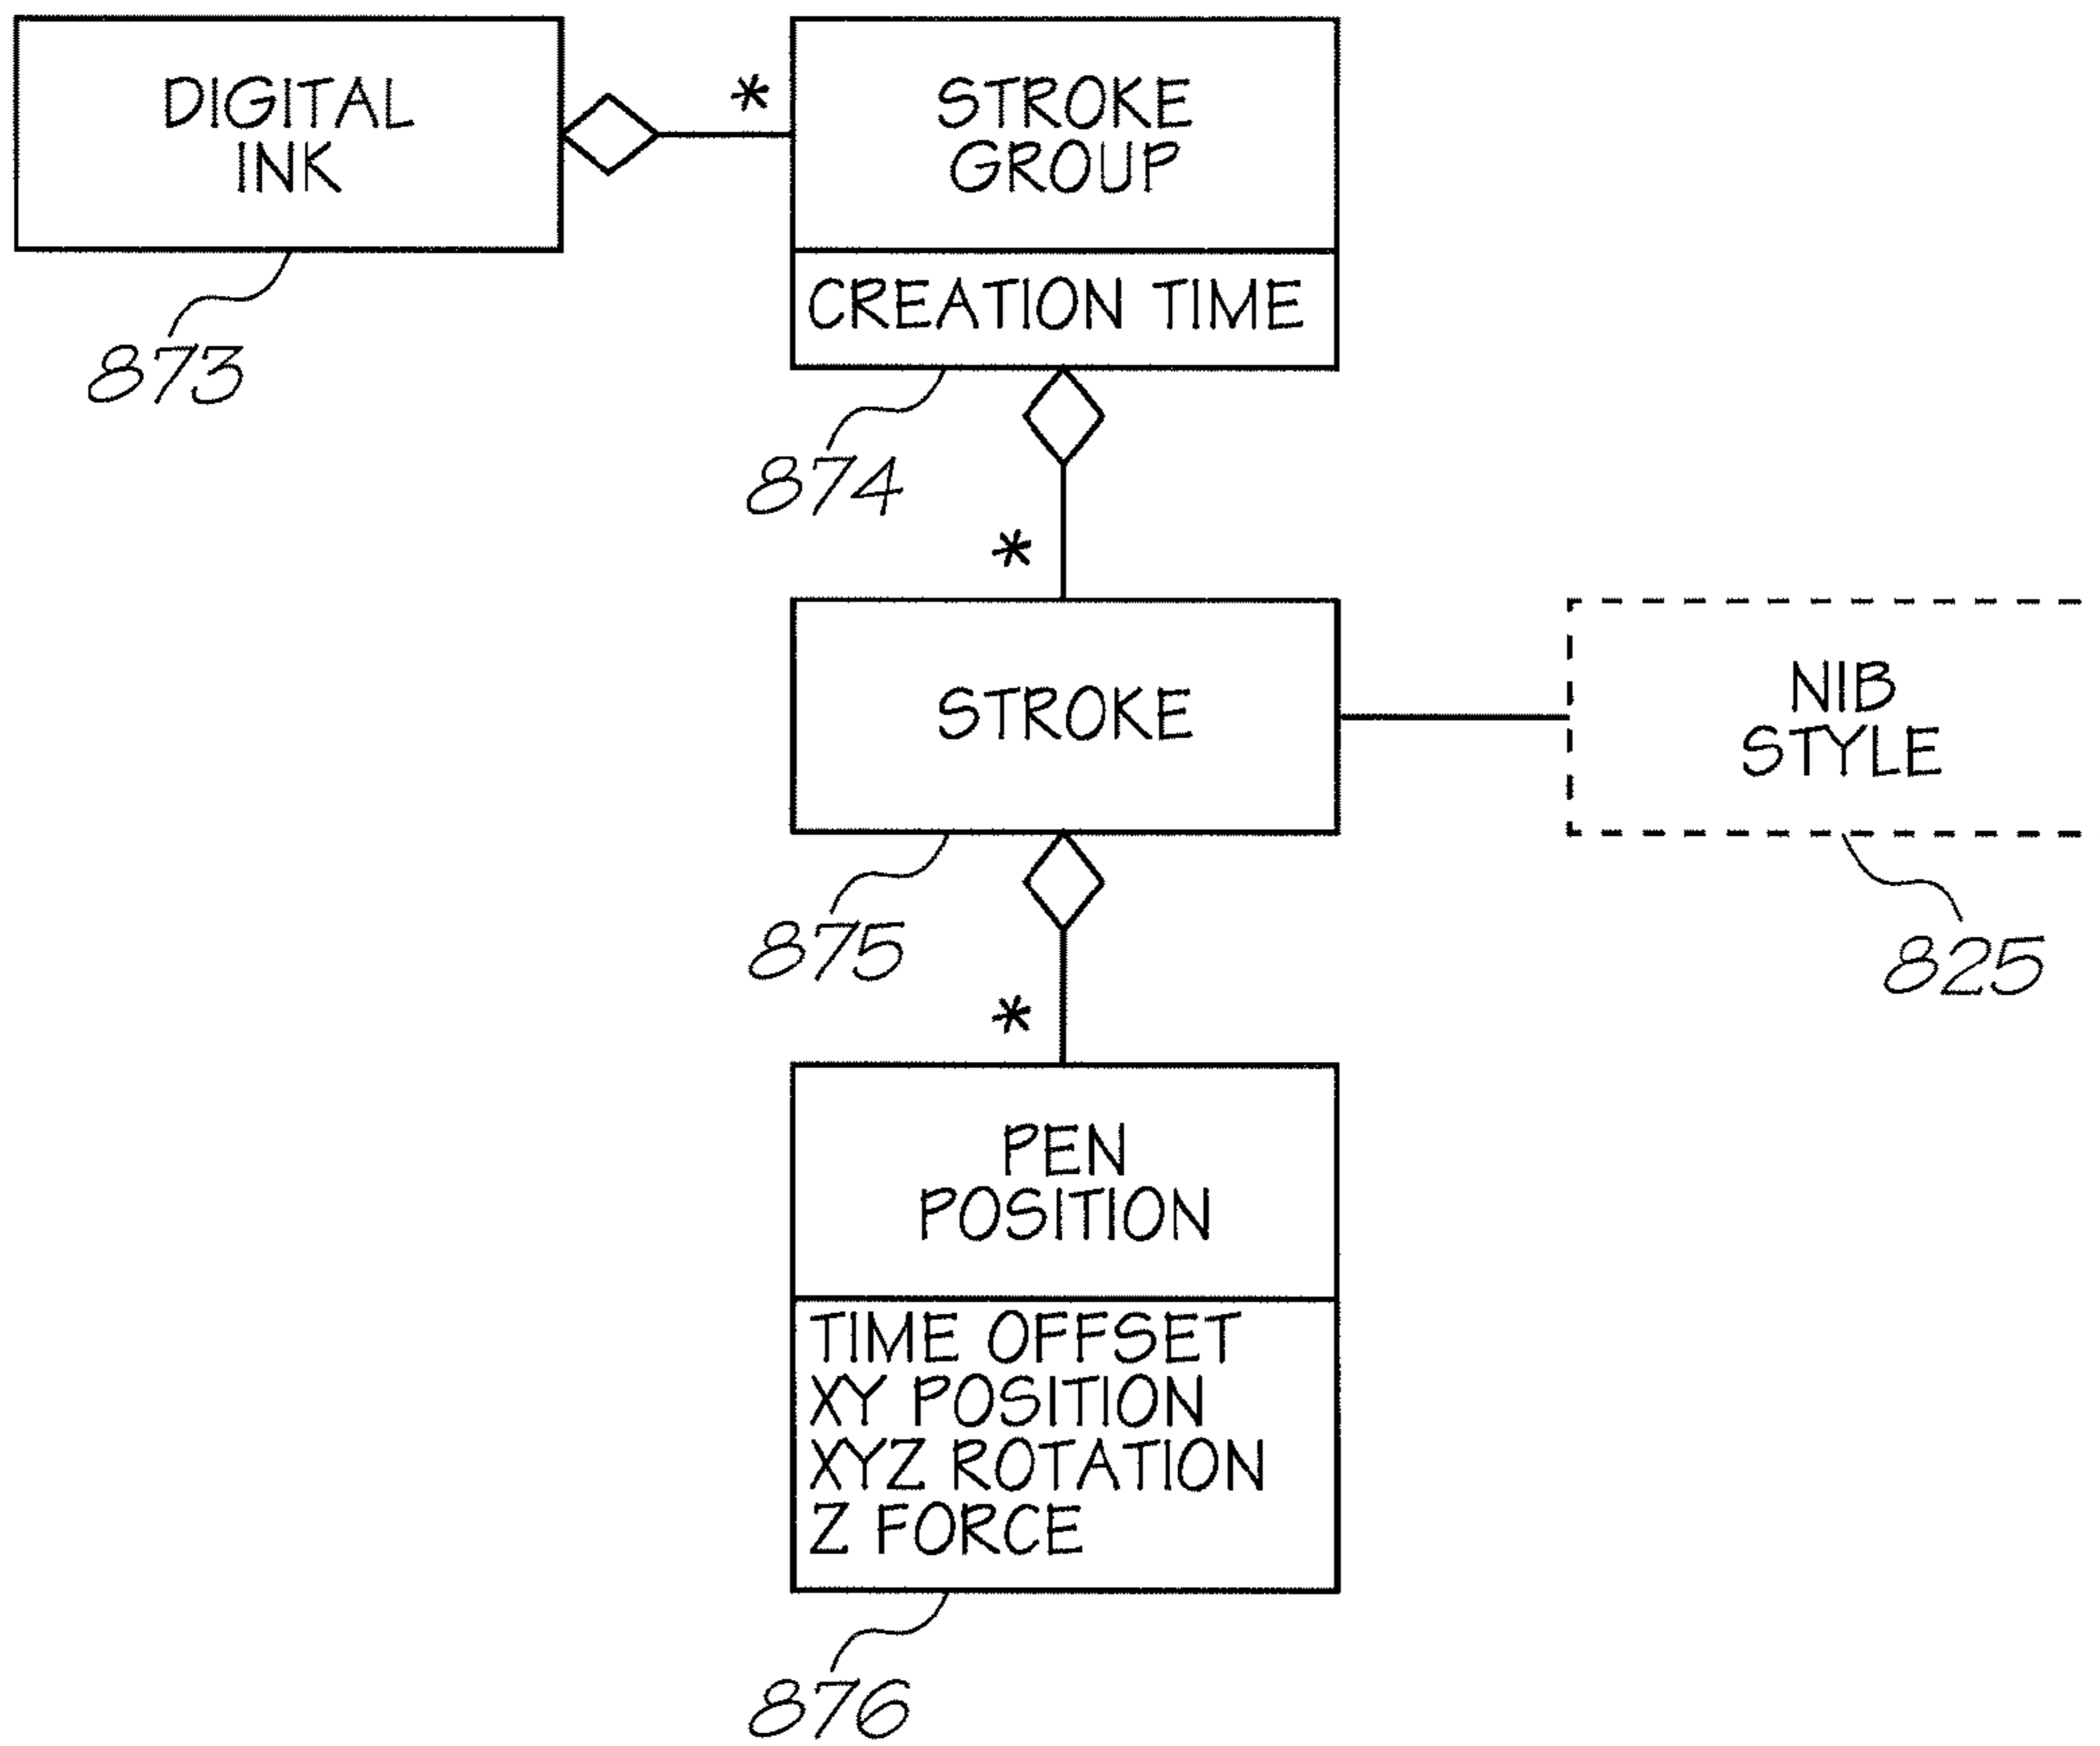 DIGITAL
INK
*
STROKE
GROUP
CREATION TIME
873
874
*
STROKE
NIB
STYLE
875
825
*
PEN
POSITION
TIME OFFSET
XY POSITION
XYZ ROTATION
Z FORCE
876